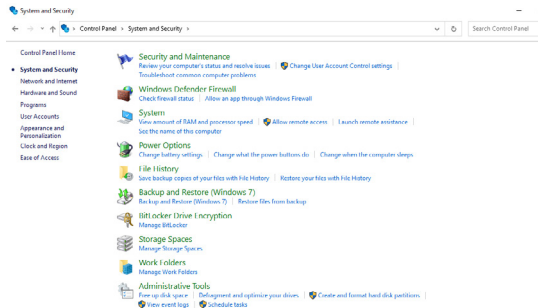 System and Security
Control Panel > System and Security >
Search Control Panel
Control Panel Home
System and Security
Network and Internet
Hardware and Sound
Programs
User Accounts
Appearance and
Personalization
Clock and Region
Ease of Access
Security and Maintenance
Review your computer's status and resolve issues | Change User Account Control settings |
Troubleshoot common computer problems
Windows Defender Firewall
Check firewall status | Allow an app through Windows Firewall
System
View amount of RAM and processor speed | Allow remote access | Launch remote assistance |
See the name of this computer
Power Options
Change battery settings | Change what the power buttons do | Change when the computer sleeps
File History
Save backup copies of your files with File History | Restore your files with File History
Backup and Restore (Windows 7)
Backup and Restore (Windows 7) | Restore files from backup
BitLocker Drive Encryption
Manage BitLocker
Storage Spaces
Manage Storage Spaces
Work Folders
Manage Work Folders
Administrative Tools
Free up disk space | Defragment and optimize your drives | Create and format hard disk partitions |
View event logs | Schedule tasks